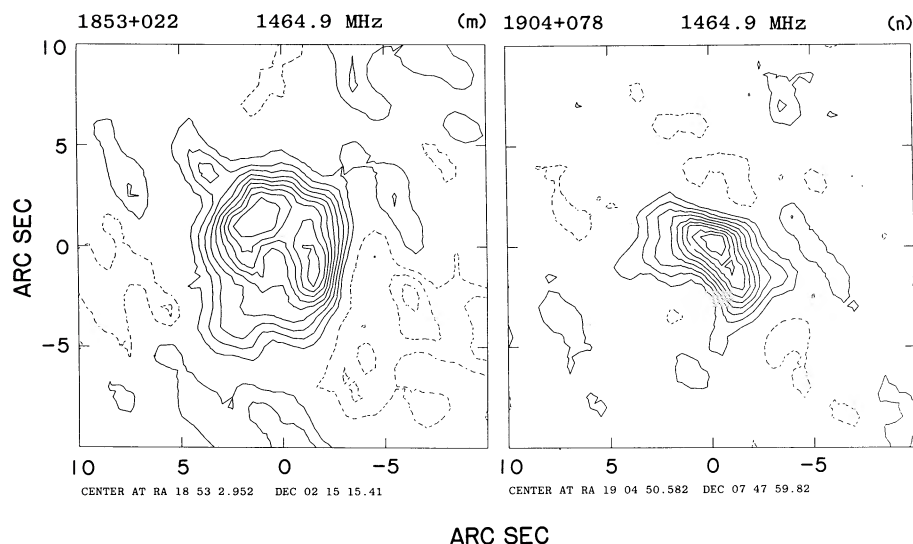 1853+022 1464.9 MHz (m)
1904+078 1464.9 MHz (n)
10
5
0
-5
ARC SEC
10 5 0 -5
10 5 0 -5
CENTER AT RA 18 53 2.952 DEC 02 15 15.41
CENTER AT RA 19 04 50.582 DEC 07 47 59.82
ARC SEC